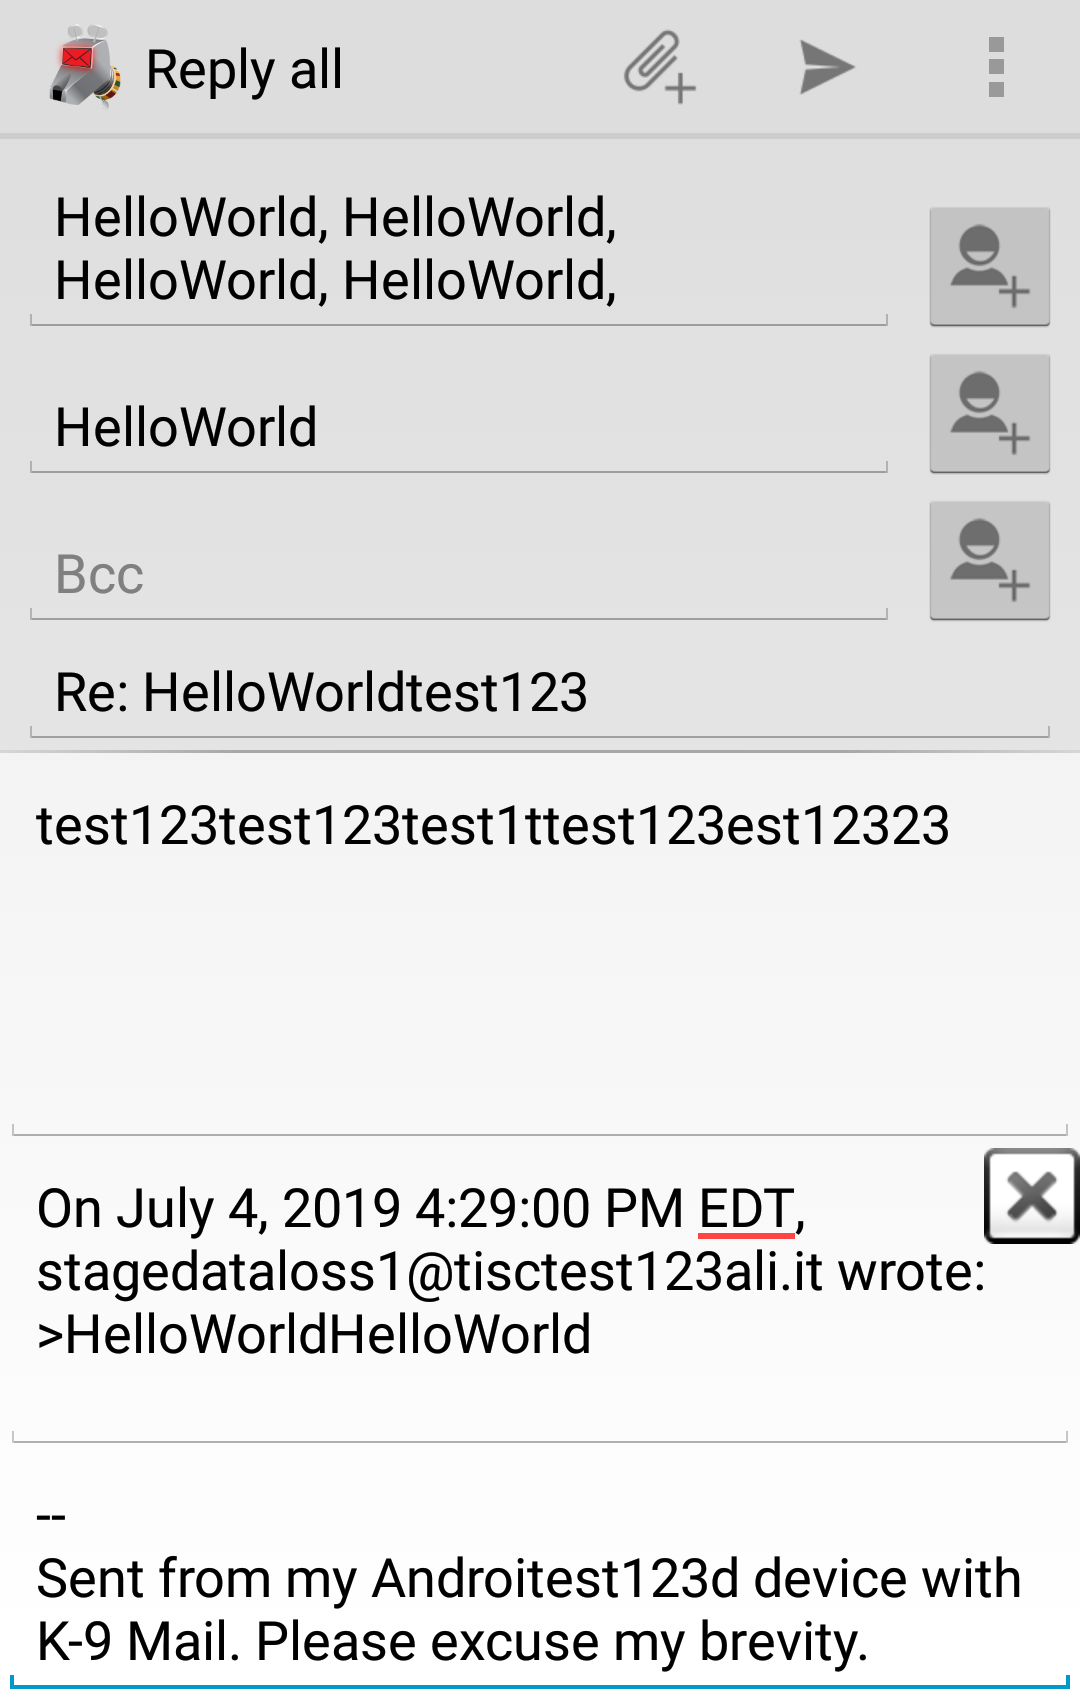 Reply all
HelloWorld, HelloWorld,
HelloWorld, HelloWorld,
HelloWorld
Bcc
Re: HelloWorldtest123
test123test123test1ttest123est12323
On July 4, 2019 4:29:00 PM EDT,
stagedataloss1@tisctest123ali.it wrote:
>HelloWorldHelloWorld
--
Sent from my Androitest123d device with
K-9 Mail. Please excuse my brevity.